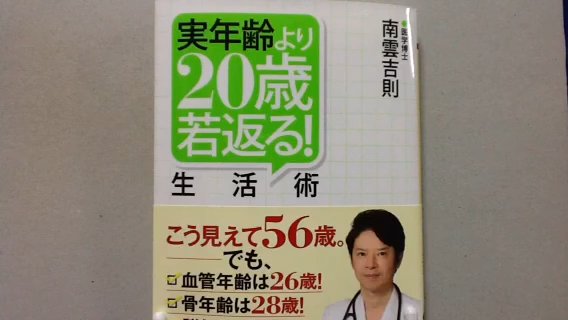 実年齢より
20歳
若返る!
生活術
医学博士
南雲吉則
こう見えて56歳。
でも、
血管年齢は26歳!
骨年齢は28歳!